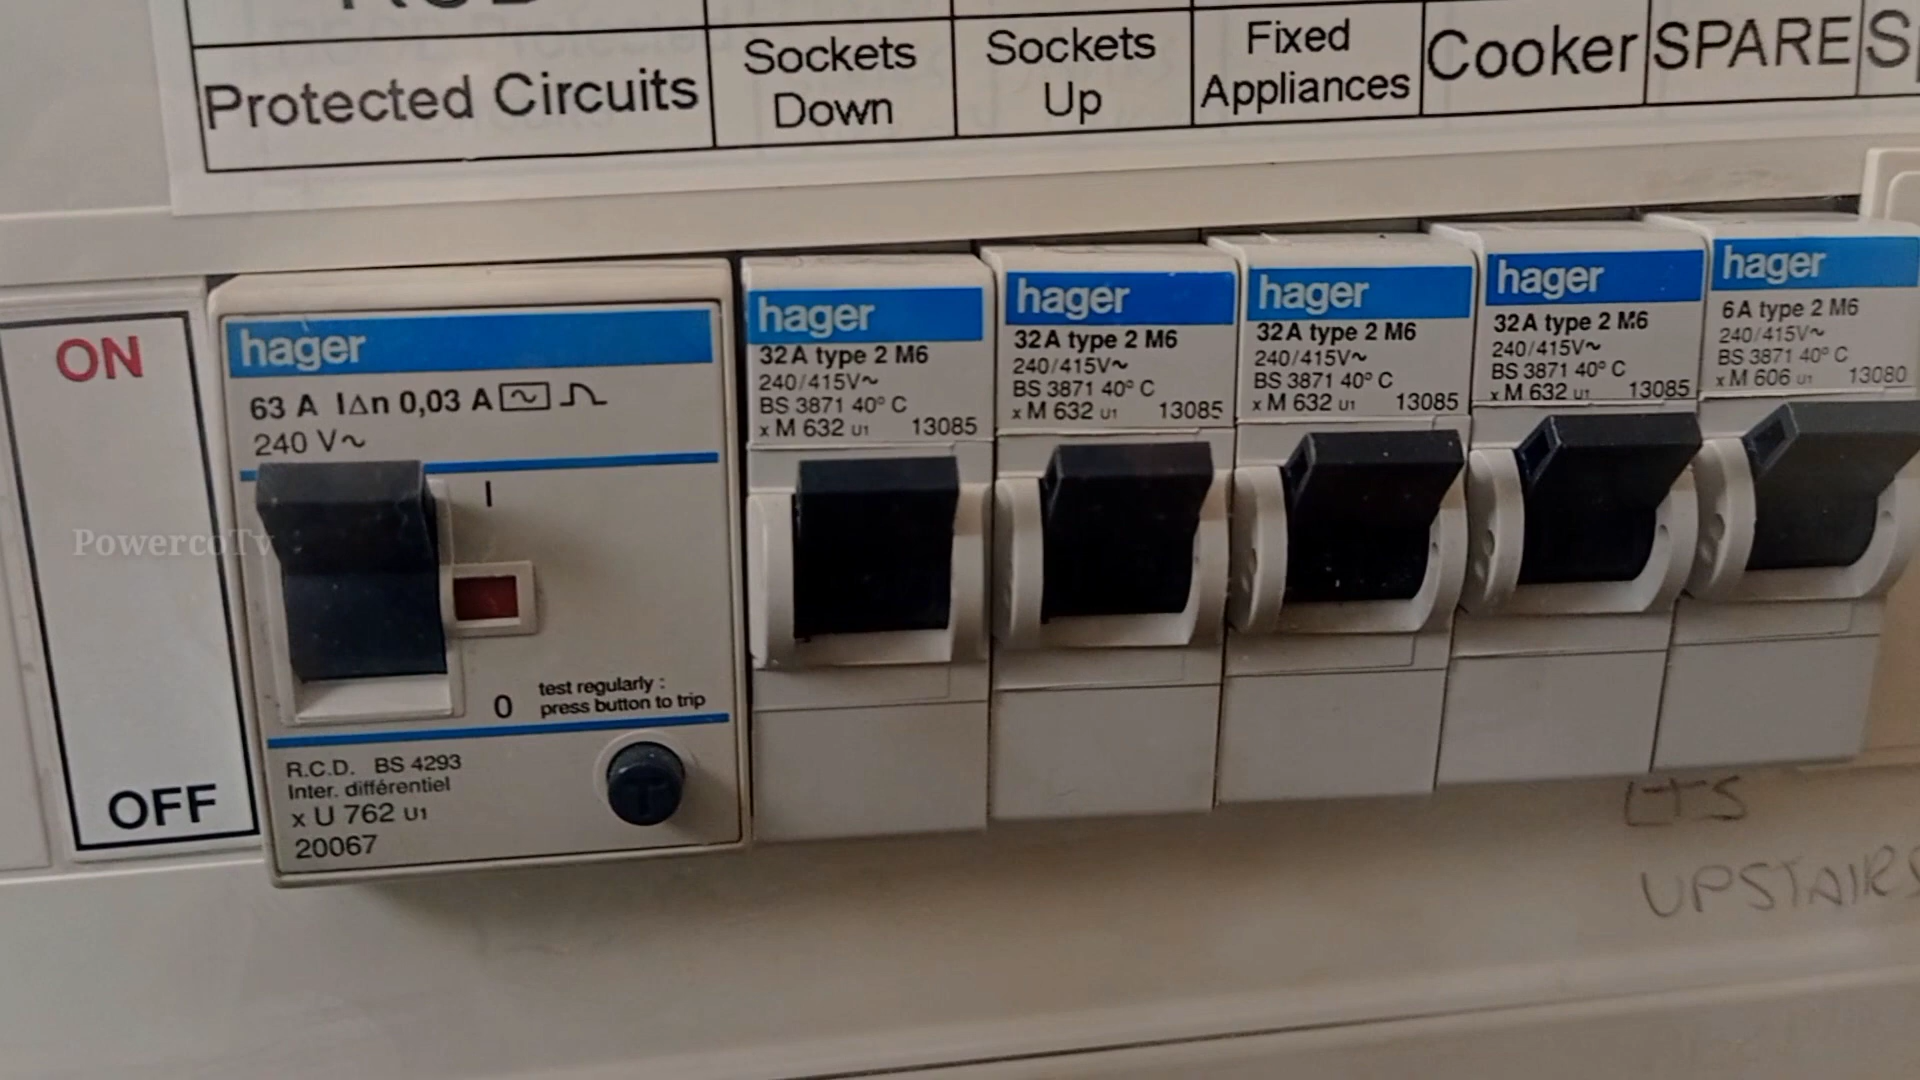 Protected Circuits
Sockets
Down
Sockets
Up
Fixed
Appliances
Cooker
SPARE
ON
OFF
hager
63 A IΔn 0,03 A
240 V~
I
0
test regularly :
press button to trip
R.C.D. BS 4293
Inter. différentiel
x U 762 U1
20067
T
hager
32A type 2 M6
240/415V~
BS 3871 40° C
x M 632 U1 13085
hager
32A type 2 M6
240/415V~
BS 3871 40° C
x M 632 U1 13085
hager
32A type 2 M6
240/415V~
BS 3871 40° C
x M 632 U1 13085
hager
32A type 2 M6
240/415V~
BS 3871 40° C
x M 632 U1 13085
hager
6A type 2 M6
240/415V~
BS 3871 40° C
x M 606 U1 13080
LTS
UPSTAIRS
PowercoTv